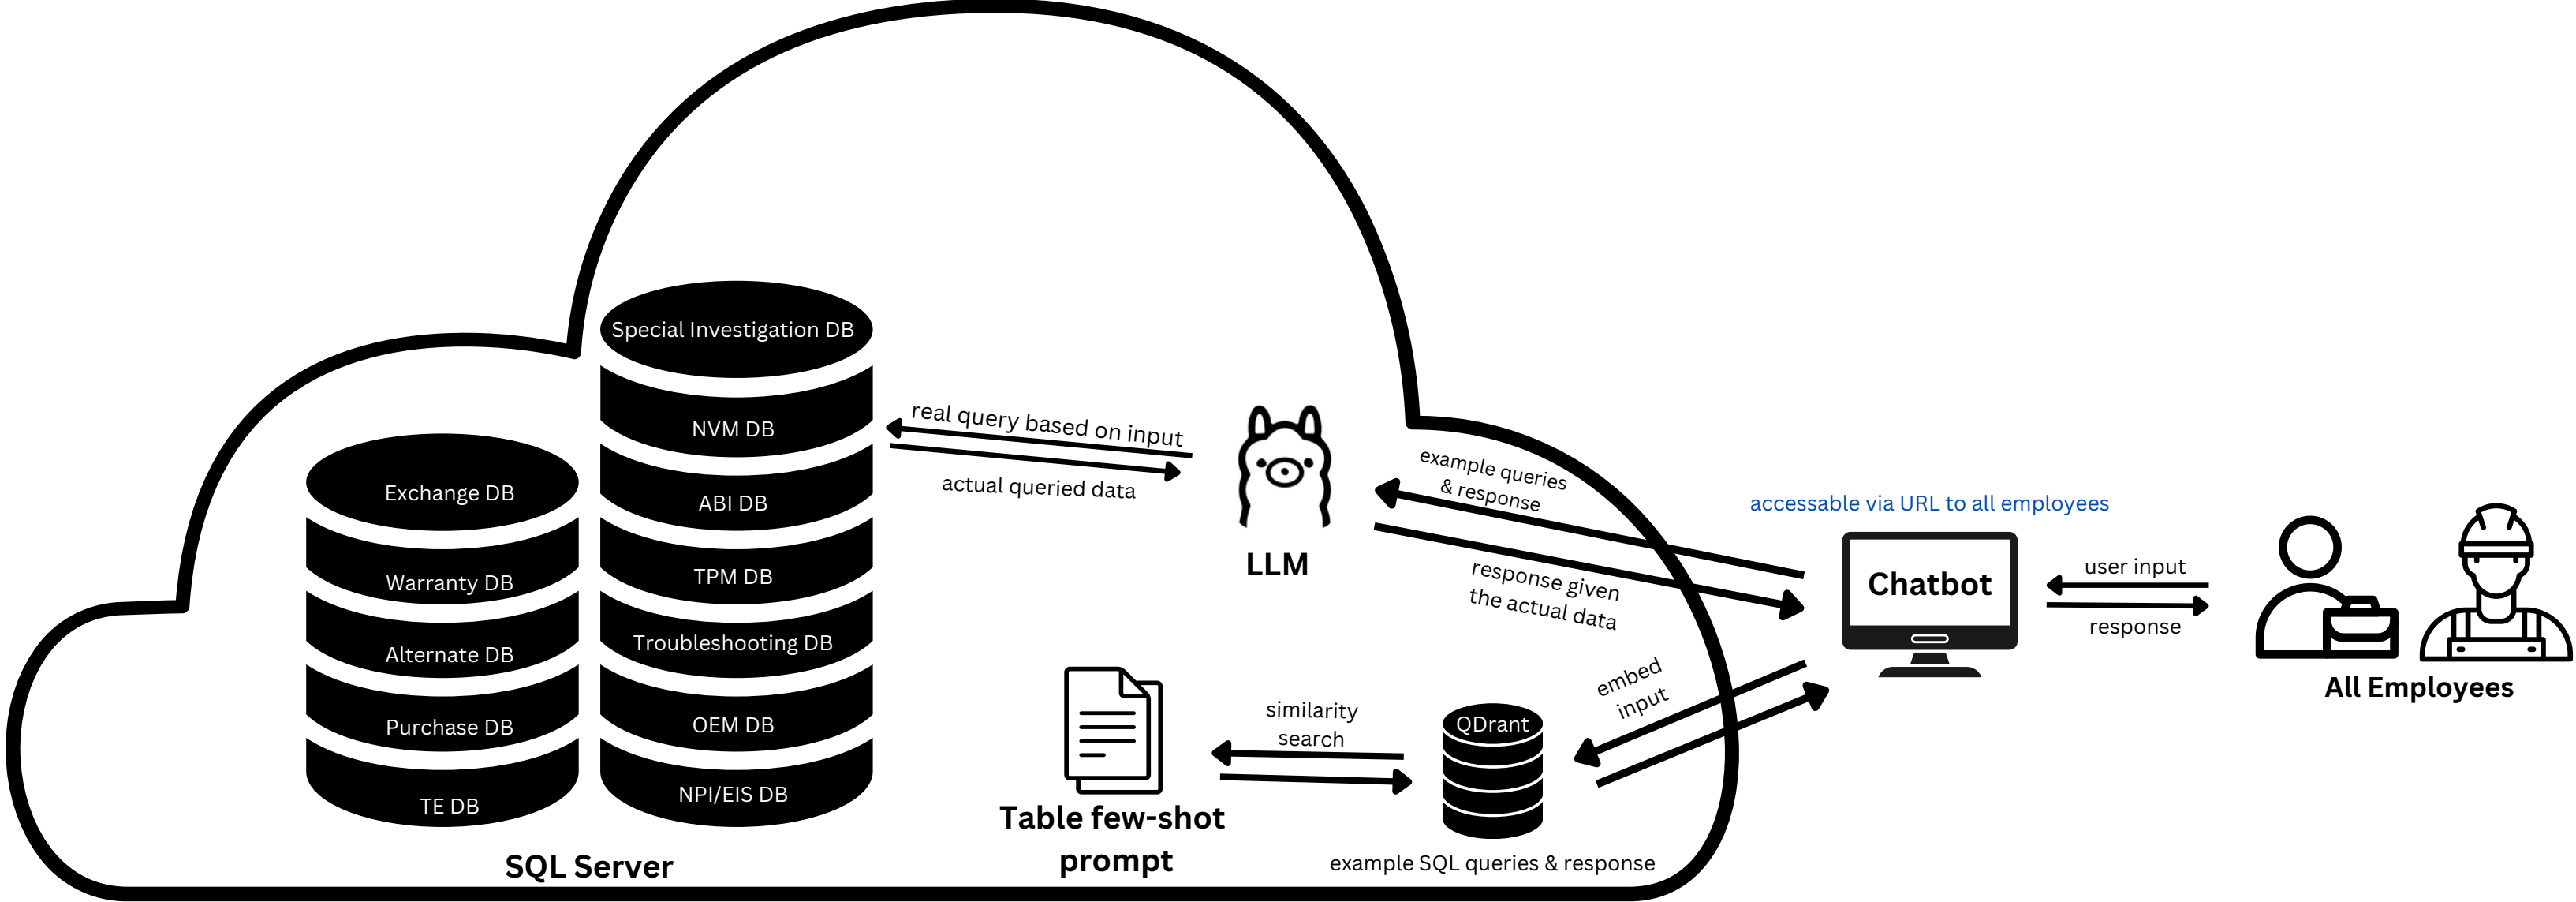 Special Investigation DB
NVM DB
ABI DB
TPM DB
Troubleshooting DB
OEM DB
NPI/EIS DB
Exchange DB
Warranty DB
Alternate DB
Purchase DB
TE DB
SQL Server
real query based on input
actual queried data
LLM
example queries
& response
response given
the actual data
Table few-shot
prompt
similarity
search
QDrant
example SQL queries & response
embed
input
accessable via URL to all employees
Chatbot
user input
response
All Employees